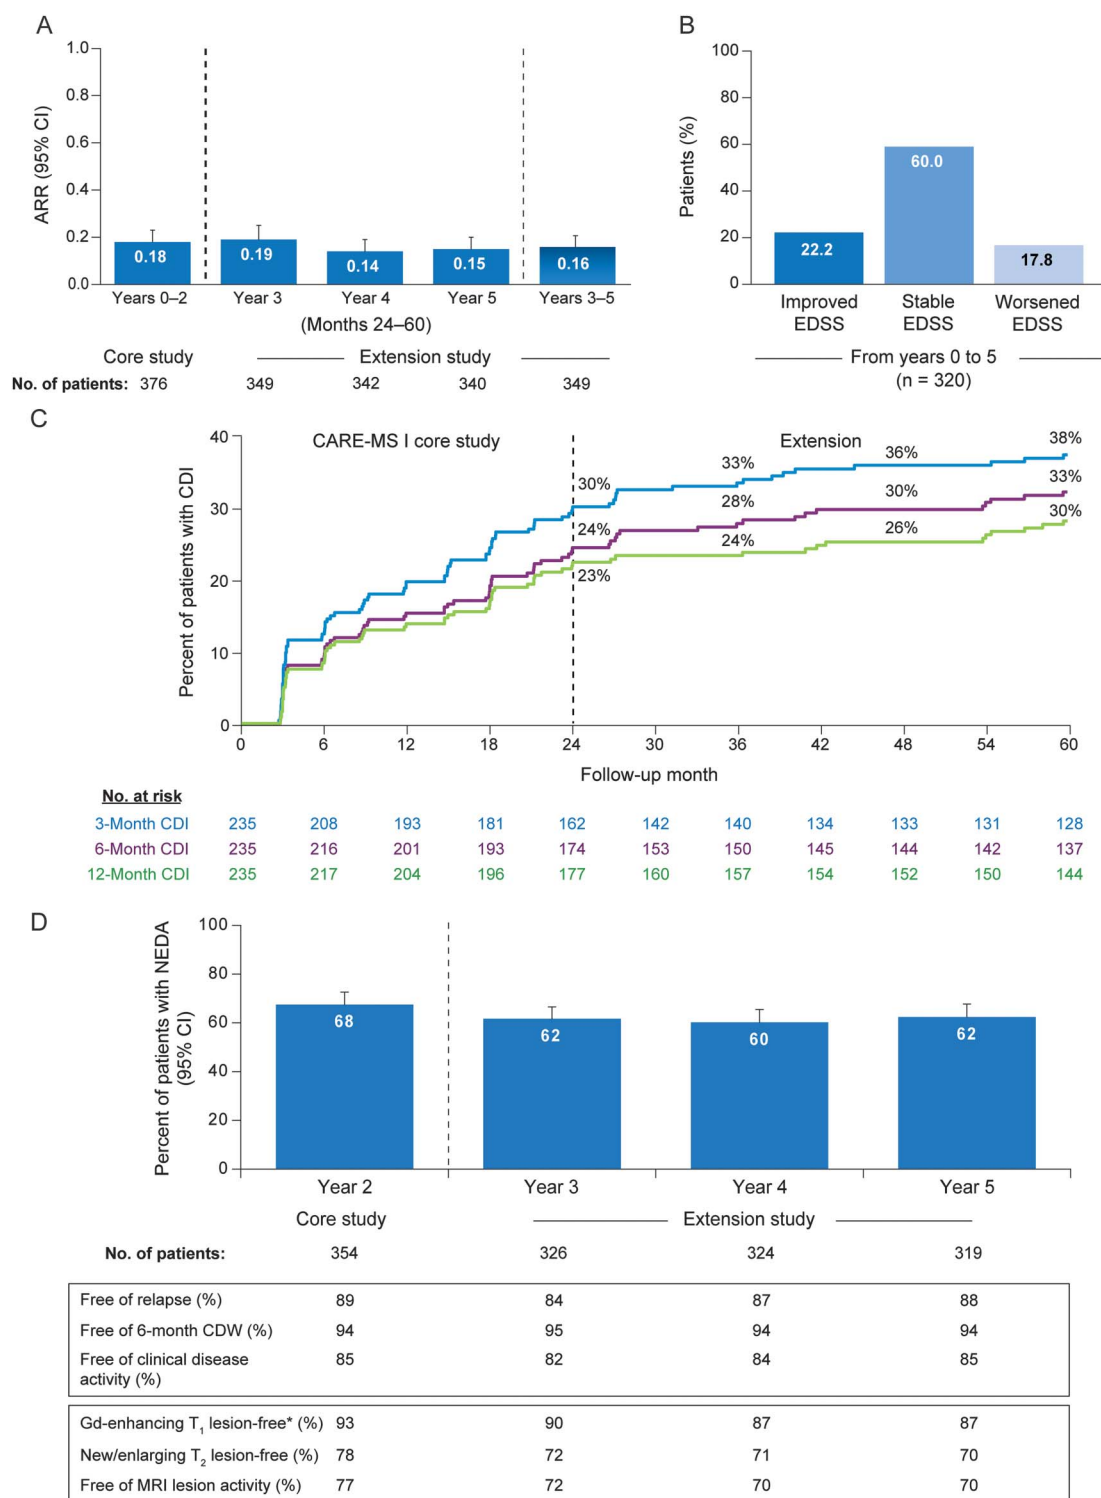 A
ARR (95% CI)
1.0
0.8
0.6
0.4
0.2
0.0
0.18
0.19
0.14
0.15
0.16
Years 0–2
Year 3
Year 4
Year 5
Years 3–5
(Months 24–60)
Core study
Extension study
No. of patients: 376 349 342 340 349
B
Patients (%)
100
80
60
40
20
0
22.2
60.0
17.8
Improved EDSS
Stable EDSS
Worsened EDSS
From years 0 to 5
(n = 320)
C
CARE-MS I core study
Extension
Percent of patients with CDI
40
30
20
10
0
30% 33% 36% 38%
24% 28% 30% 33%
23% 24% 26% 30%
0 6 12 18 24 30 36 42 48 54 60
Follow-up month
No. at risk
3-Month CDI 235 208 193 181 162 142 140 134 133 131 128
6-Month CDI 235 216 201 193 174 153 150 145 144 142 137
12-Month CDI 235 217 204 196 177 160 157 154 152 150 144
D
Percent of patients with NEDA
(95% CI)
100
80
60
40
20
0
68
62
60
62
Year 2 Year 3 Year 4 Year 5
Core study
Extension study
No. of patients: 354 326 324 319
Free of relapse (%) 89 84 87 88
Free of 6-month CDW (%) 94 95 94 94
Free of clinical disease 85 82 84 85
activity (%)
Gd-enhancing T1 lesion-free* (%) 93 90 87 87
New/enlarging T2 lesion-free (%) 78 72 71 70
Free of MRI lesion activity (%) 77 72 70 70